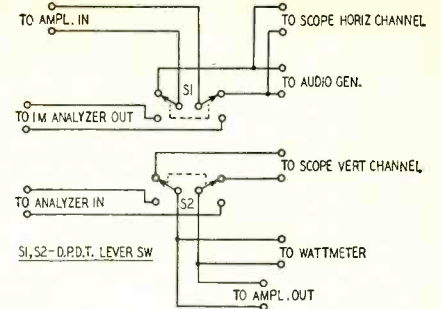 TO AMPL. IN
TO SCOPE HORIZ CHANNEL
S1
TO AUDIO GEN.
TO IM ANALYZER OUT
TO SCOPE VERT CHANNEL
TO ANALYZER IN
S2
S1, S2-D.P.D.T. LEVER SW
TO WATTMETER
TO AMPL. OUT